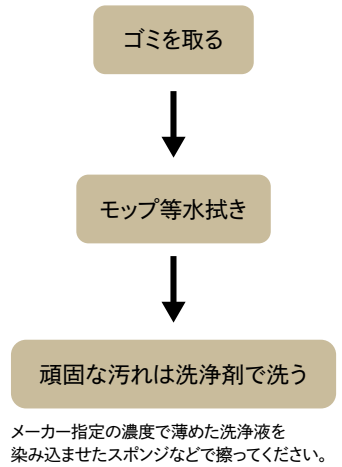 ゴミを取る
モップ等水拭き
頑固な汚れは洗浄剤で洗う
メーカー指定の濃度で薄めた洗浄液を
染み込ませたスポンジなどで擦ってください。